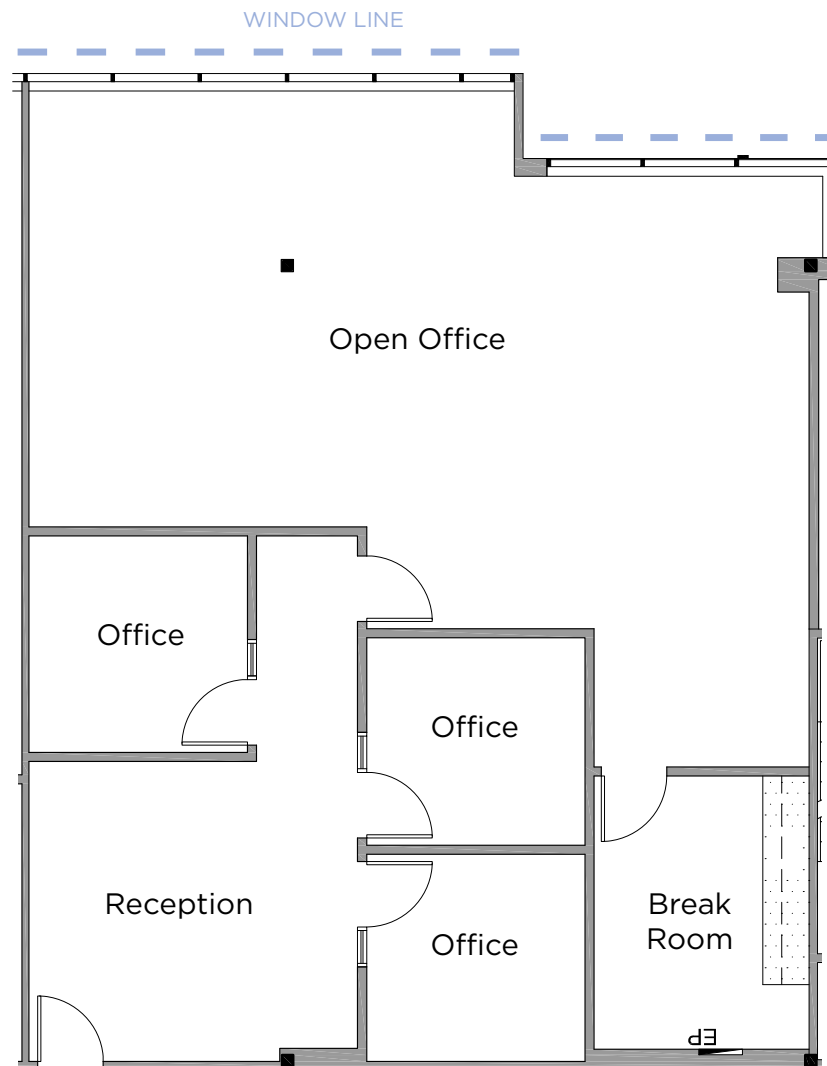 WINDOW LINE
Open Office
Office
Office
Reception
Break
Room
Office
EP